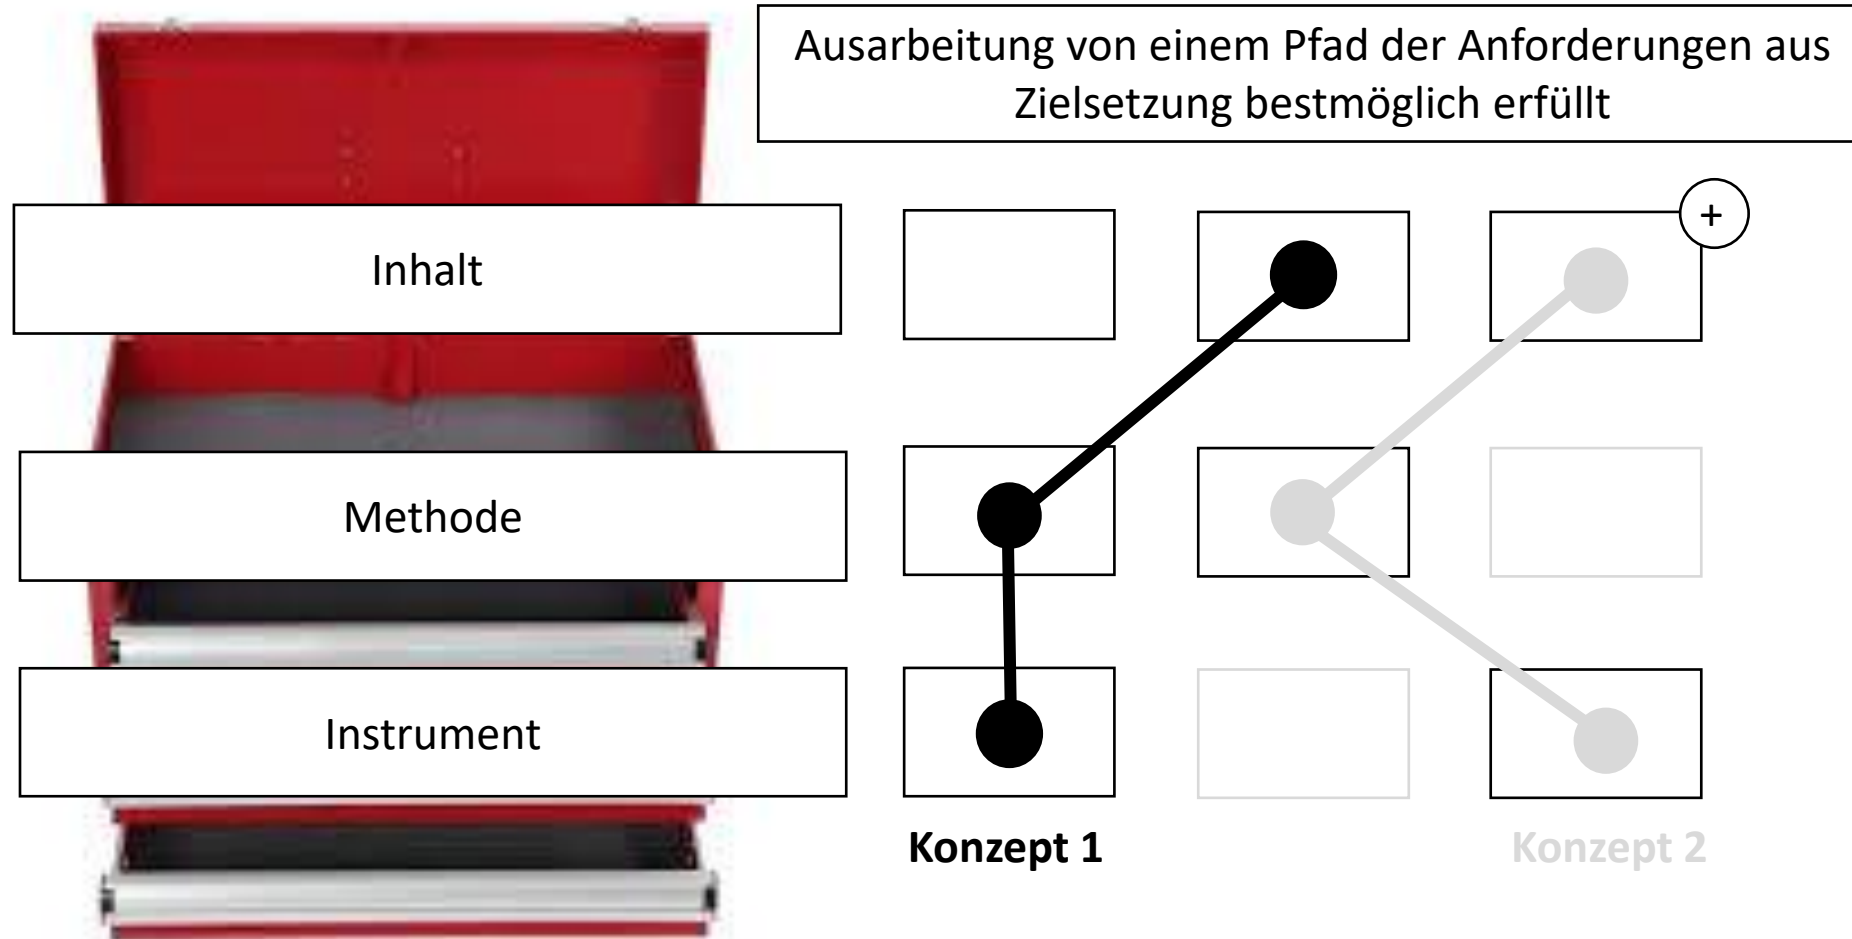 Ausarbeitung von einem Pfad der Anforderungen aus
Zielsetzung bestmöglich erfüllt
+
Inhalt
Methode
Instrument
Konzept 1
Konzept 2